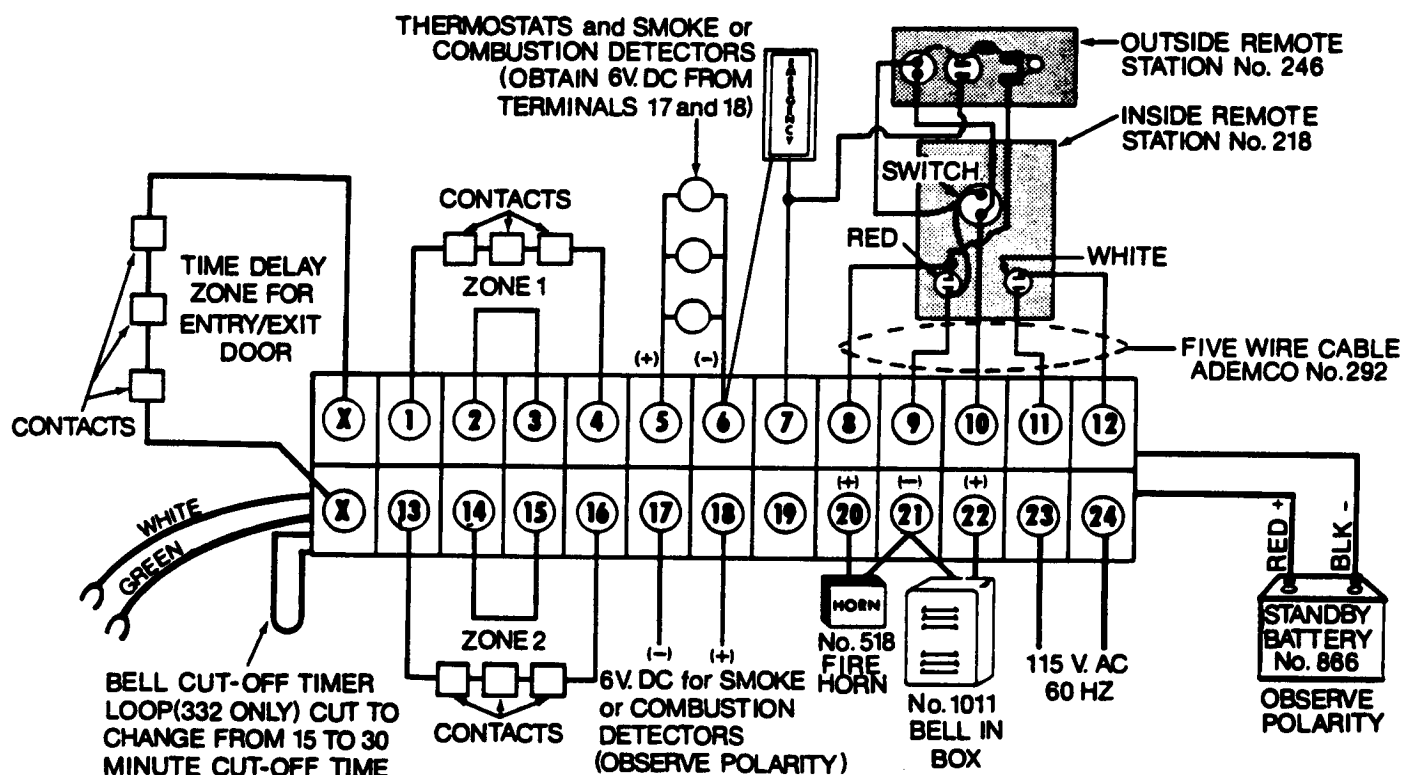 THERMOSTATS and SMOKE or
COMBUSTION DETECTORS
(OBTAIN 6V. DC FROM
TERMINALS 17 and 18)
EMERGENCY
OUTSIDE REMOTE
STATION No. 246
INSIDE REMOTE
STATION No. 218
SWITCH
RED
WHITE
CONTACTS
ZONE 1
TIME DELAY
ZONE FOR
ENTRY/EXIT
DOOR
CONTACTS
(+)
(-)
FIVE WIRE CABLE
ADEMCO No. 292
X 1 2 3 4 5 6 7 8 9 10 11 12
(+) (-) (+)
X 13 14 15 16 17 18 19 20 21 22 23 24
WHITE
GREEN
RED +
BLK -
HORN
No. 518
FIRE
HORN
No. 1011
BELL IN
BOX
115 V. AC
60 HZ
STANDBY
BATTERY
No. 866
OBSERVE
POLARITY
ZONE 2
CONTACTS
(-)
(+)
6V. DC for SMOKE
or COMBUSTION
DETECTORS
(OBSERVE POLARITY)
BELL CUT-OFF TIMER
LOOP(332 ONLY) CUT TO
CHANGE FROM 15 TO 30
MINUTE CUT-OFF TIME